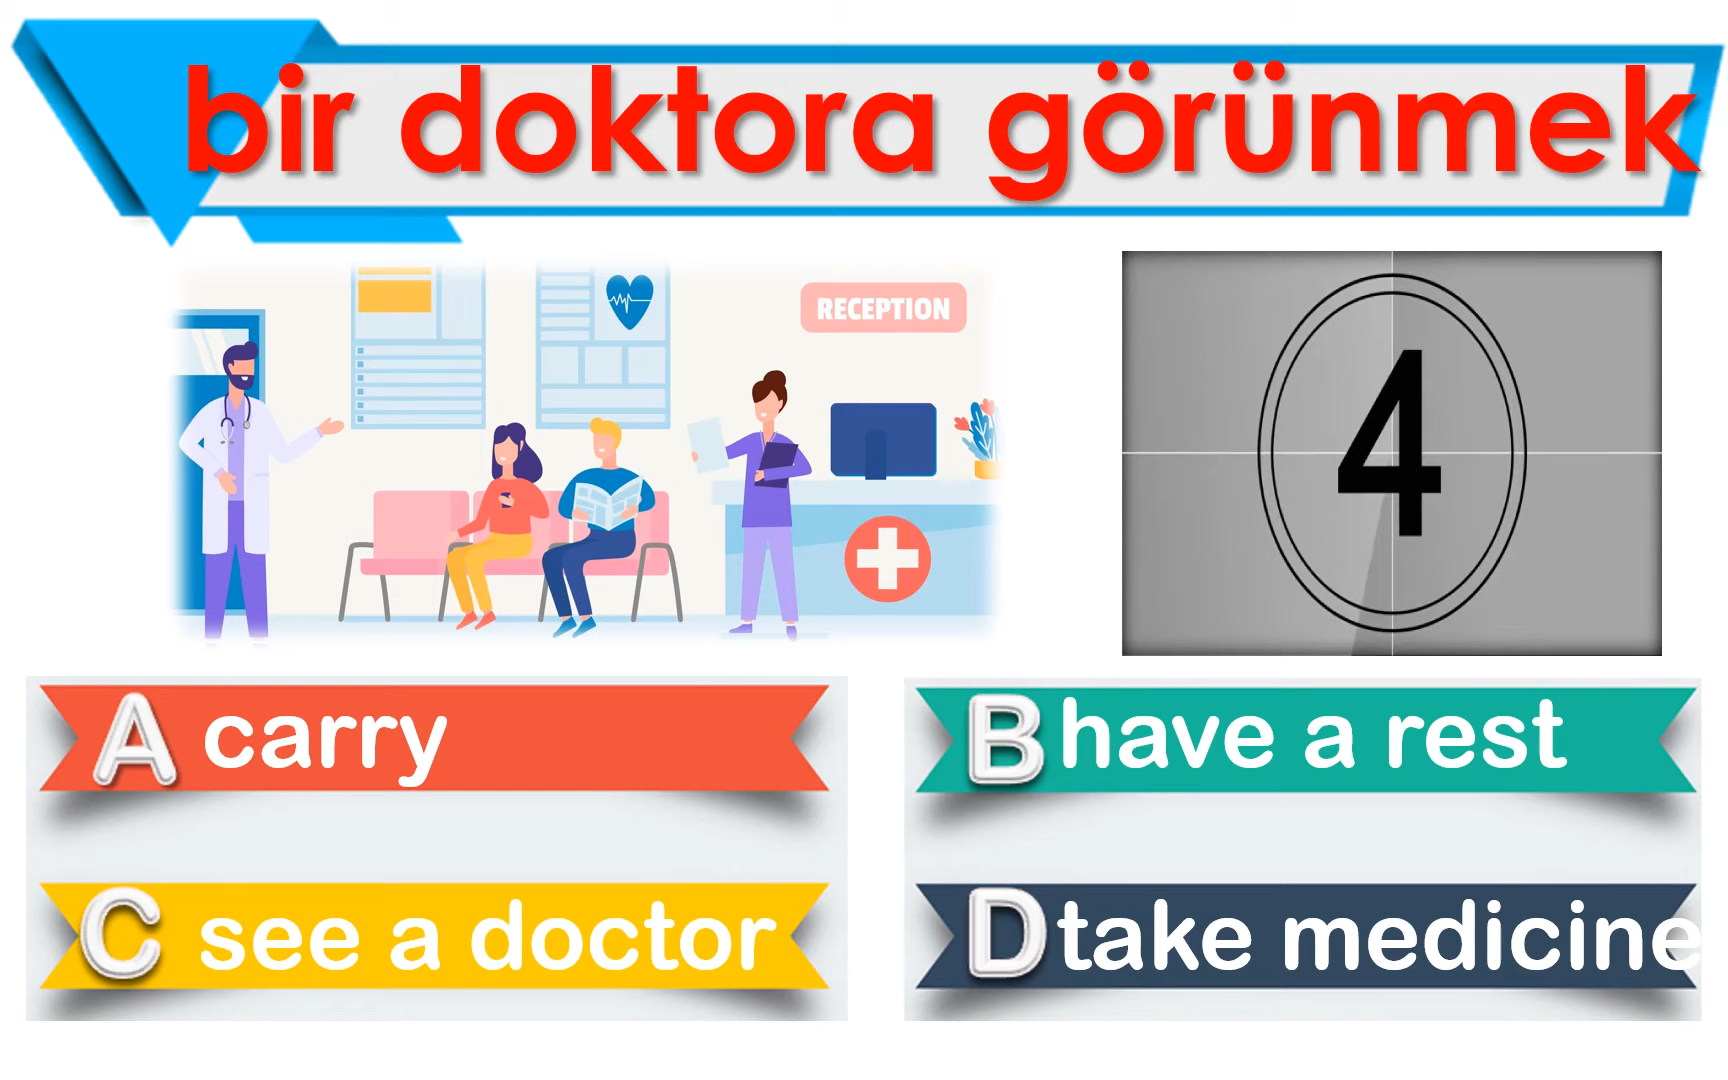 bir doktora görünmek
RECEPTION
4
A carry
B have a rest
C see a doctor
D take medicine